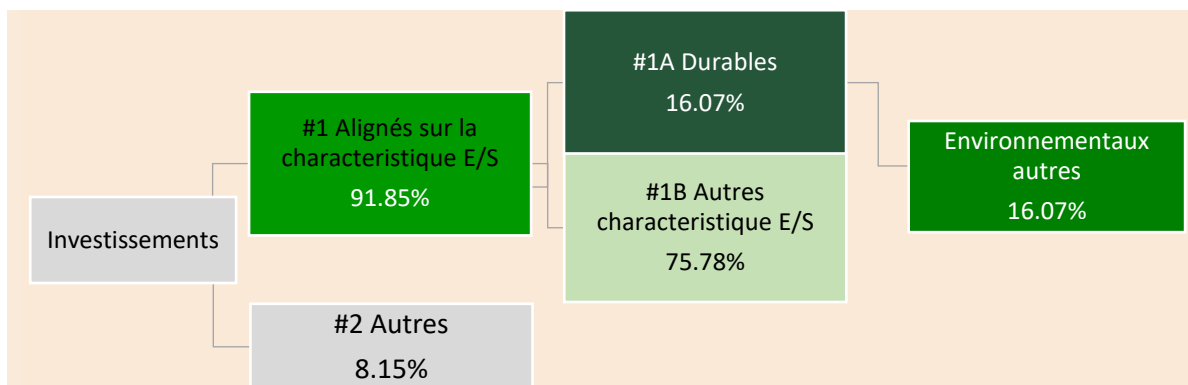 Investissements
#1 Alignés sur la
characteristique E/S
91.85%
#2 Autres
8.15%
#1A Durables
16.07%
#1B Autres
characteristique E/S
75.78%
Environnementaux
autres
16.07%